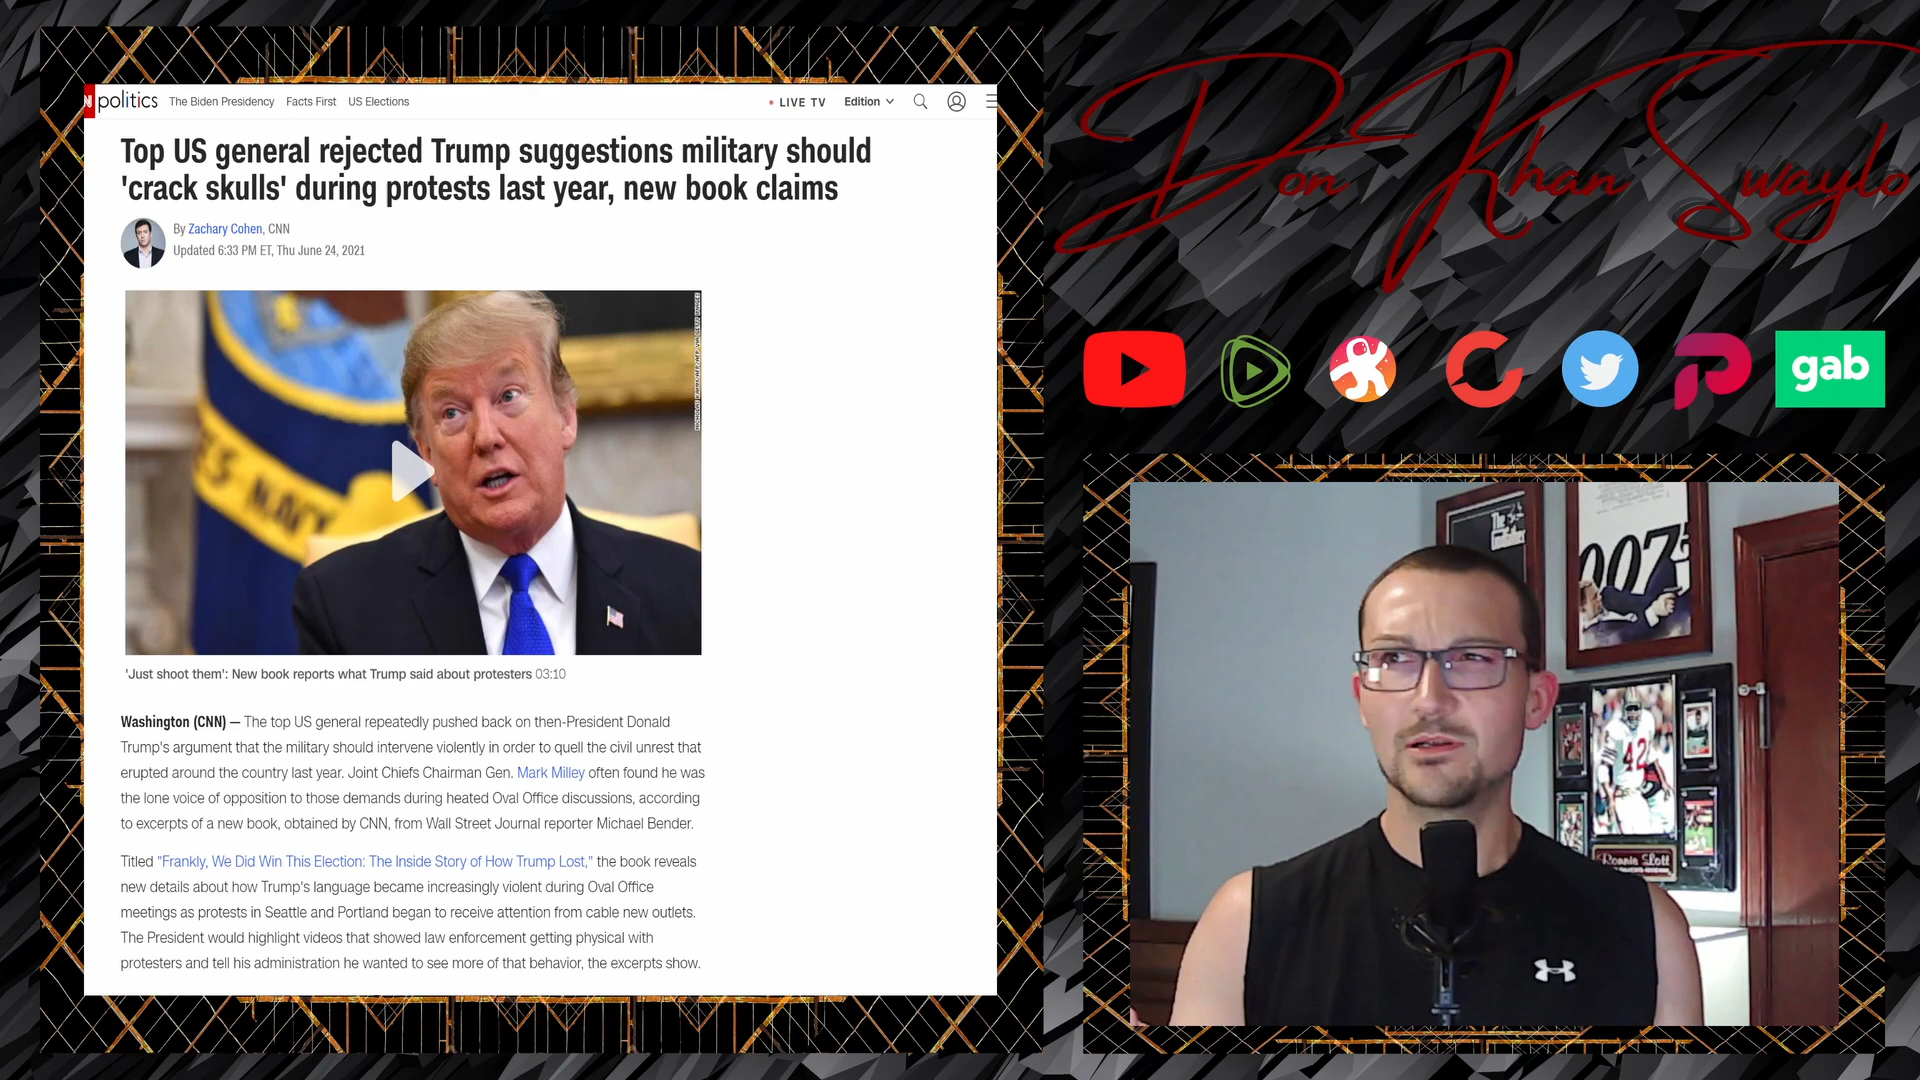 politics The Biden Presidency Facts First US Elections LIVE TV Edition
Top US general rejected Trump suggestions military should
'crack skulls' during protests last year, new book claims
By Zachary Cohen, CNN
Updated 6:33 PM ET, Thu June 24, 2021
ES NAVY
'Just shoot them': New book reports what Trump said about protesters 03:10
Washington (CNN) — The top US general repeatedly pushed back on then-President Donald
Trump's argument that the military should intervene violently in order to quell the civil unrest that
erupted around the country last year. Joint Chiefs Chairman Gen. Mark Milley often found he was
the lone voice of opposition to those demands during heated Oval Office discussions, according
to excerpts of a new book, obtained by CNN, from Wall Street Journal reporter Michael Bender.
Titled "Frankly, We Did Win This Election: The Inside Story of How Trump Lost," the book reveals
new details about how Trump's language became increasingly violent during Oval Office
meetings as protests in Seattle and Portland began to receive attention from cable new outlets.
The President would highlight videos that showed law enforcement getting physical with
protesters and tell his administration he wanted to see more of that behavior, the excerpts show.
Don Khan Swaylo
gab
The
Godfather
007
42
Ronnie Slott